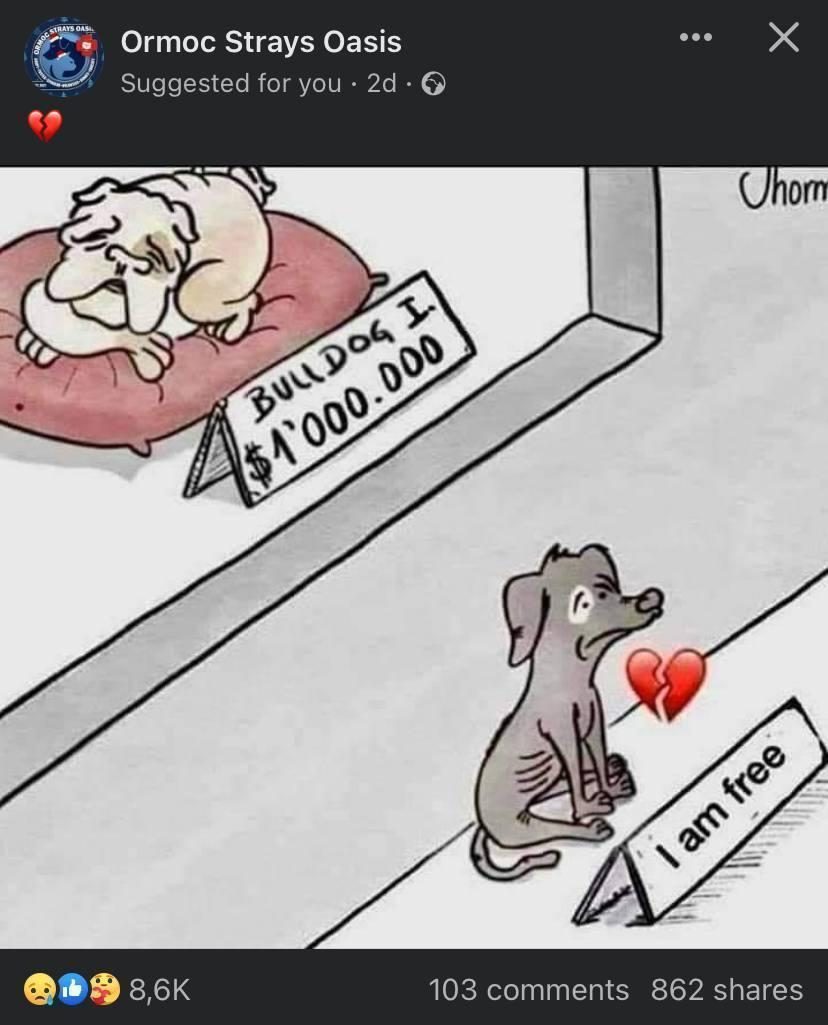 Ormoc Strays Oasis
Suggested for you · 2d ·
BULLDOG I.
$1'000.000
I am free
8,6K
103 comments 862 shares